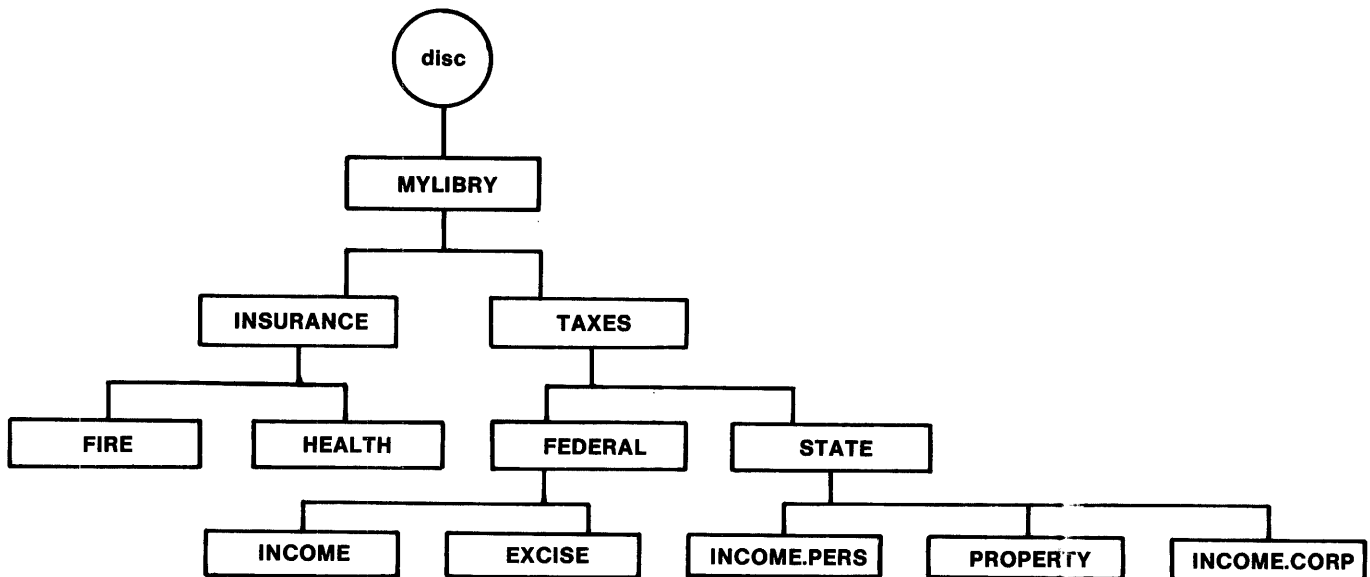 disc
MYLIBRY
INSURANCE
TAXES
FIRE
HEALTH
FEDERAL
STATE
INCOME
EXCISE
INCOME.PERS
PROPERTY
INCOME.CORP